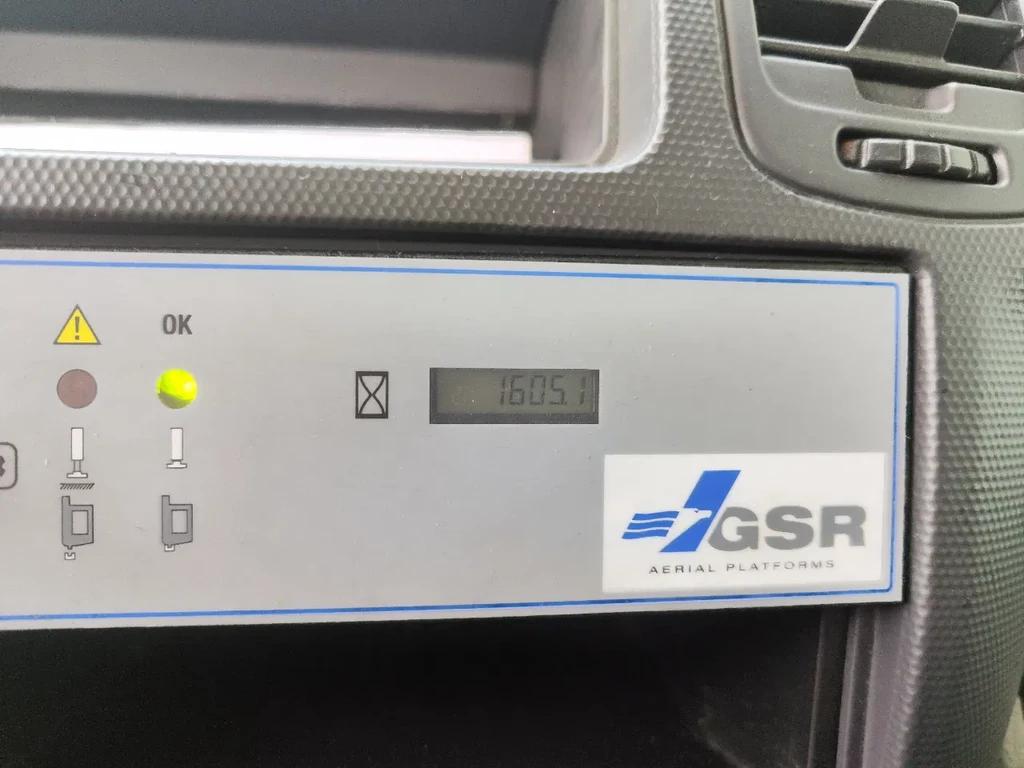 OK
1605.1
GSR
AERIAL PLATFORMS